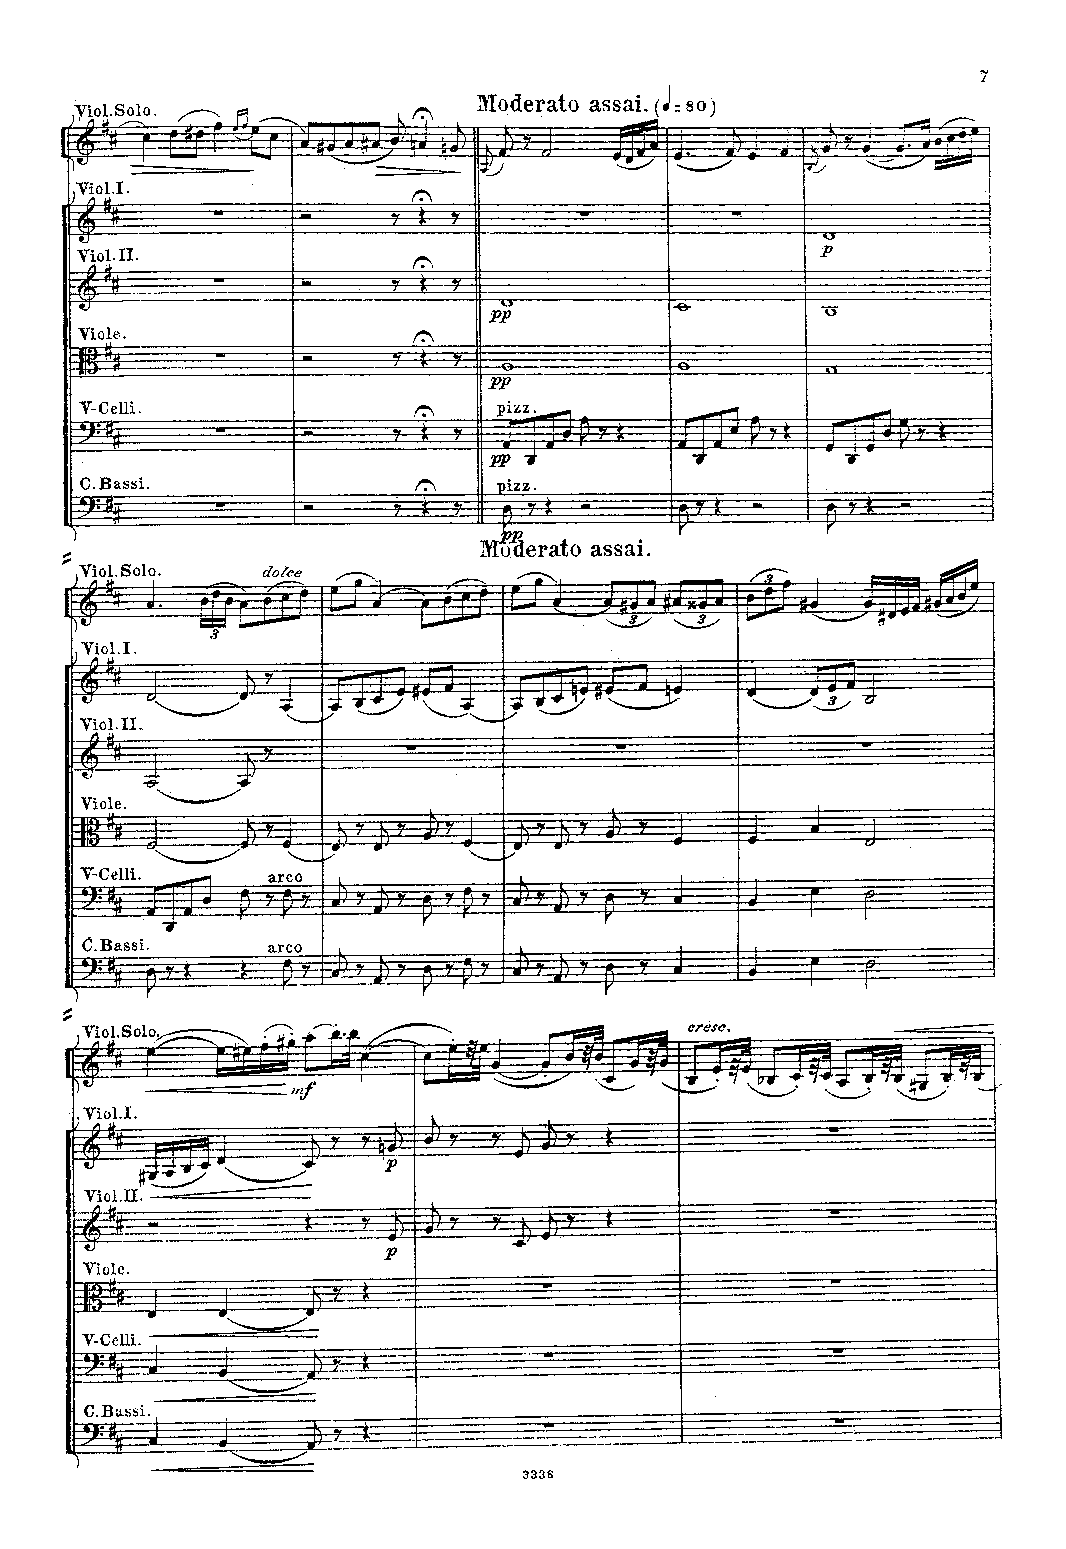 7
Viol.Solo.
Moderato assai. (♩=80)
Viol.I.
p
Viol.II.
pp
Viole.
pp
V-Celli.
pizz.
pp
C.Bassi.
pizz.
pp
Moderato assai.
Viol.Solo.
dolce
3
3
3
3
Viol.I.
3
Viol.II.
Viole.
V-Celli.
arco
C.Bassi.
arco
Viol.Solo.
cresc.
mf
Viol.I.
p
Viol.II.
p
Viole.
V-Celli.
C.Bassi.
3338